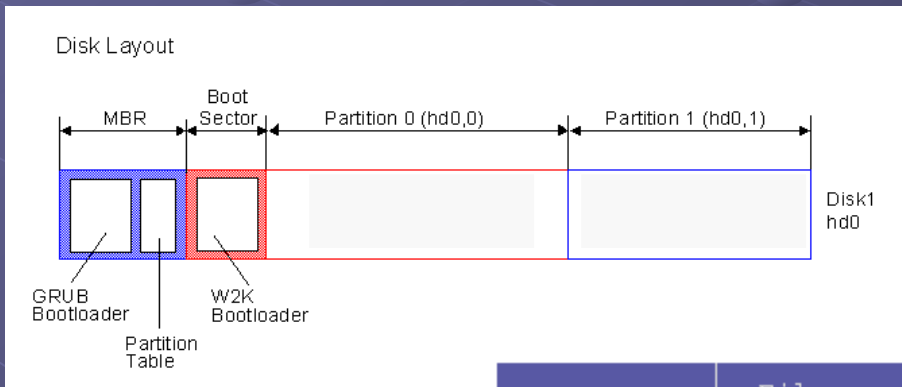 Disk Layout
Boot
MBR Sector Partition 0 (hd0,0) Partition 1 (hd0,1)
Disk1
hd0
GRUB
Bootloader
W2K
Bootloader
Partition
Table